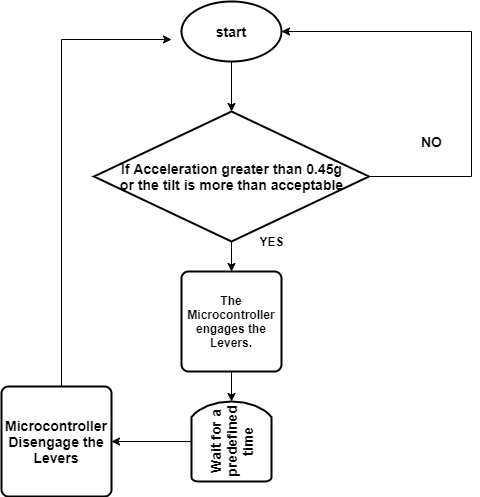 start
If Acceleration greater than 0.45g
or the tilt is more than acceptable
NO
YES
The
Microcontroller
engages the
Levers.
Wait for a
predefined
time
Microcontroller
Disengage the
Levers